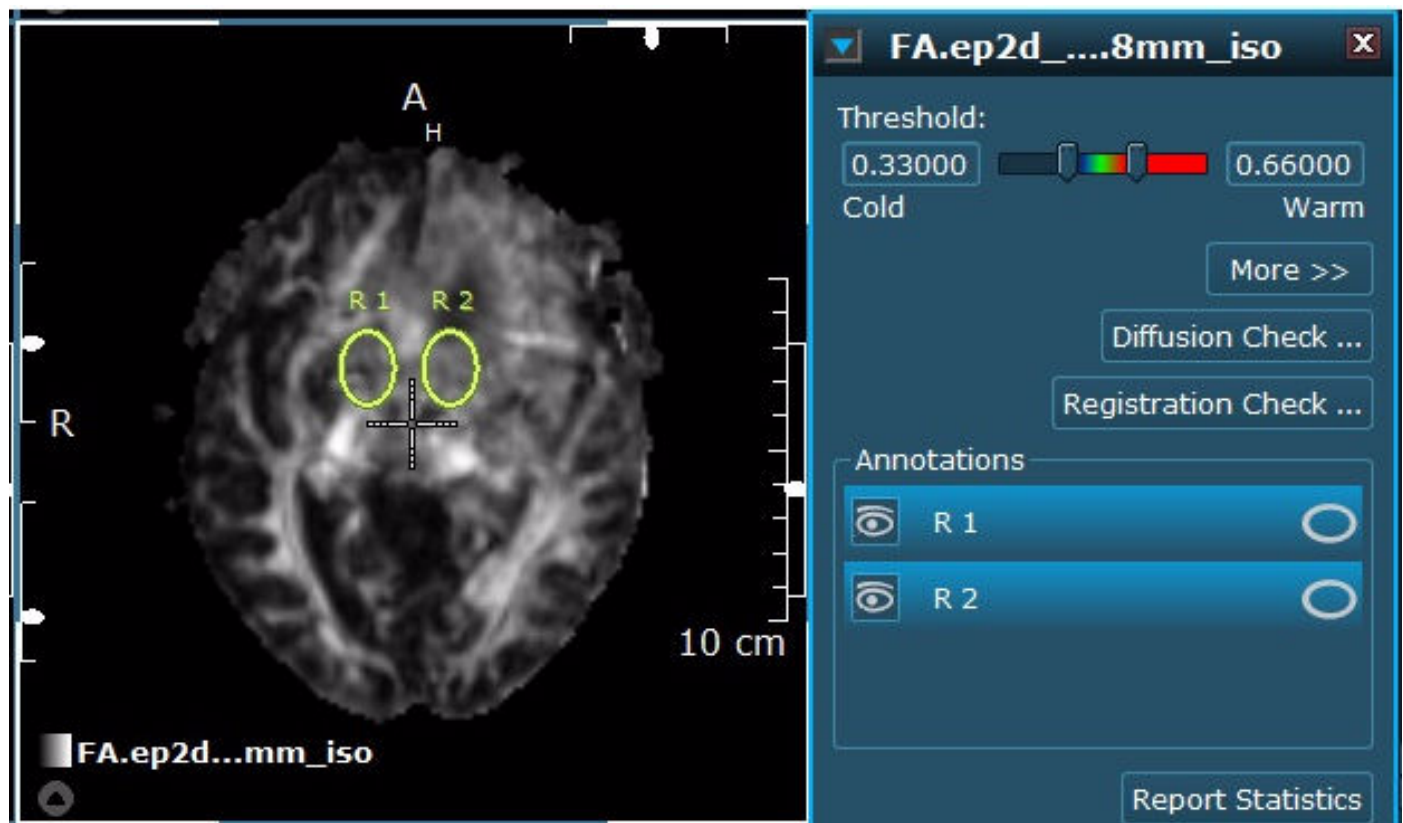 A
H
R 1 R 2
R
10 cm
FA.ep2d...mm_iso
FA.ep2d_....8mm_iso
Threshold:
0.33000 0.66000
Cold Warm
More >>
Diffusion Check ...
Registration Check ...
Annotations
R 1
R 2
Report Statistics